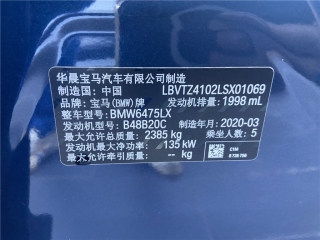 华晨宝马汽车有限公司制造
制造国: 中国 LBVTZ4102LSX01069
品牌: 宝马(BMW)牌 发动机排量: 1998 mL
整车型号: BMW6475LX
发动机型号: B48B20C 制造年月: 2020-03
最大允许总质量: 2385 kg 乘坐人数: 5
发动机最大净功率: 135 kW
最大允许牵引质量: -- kg